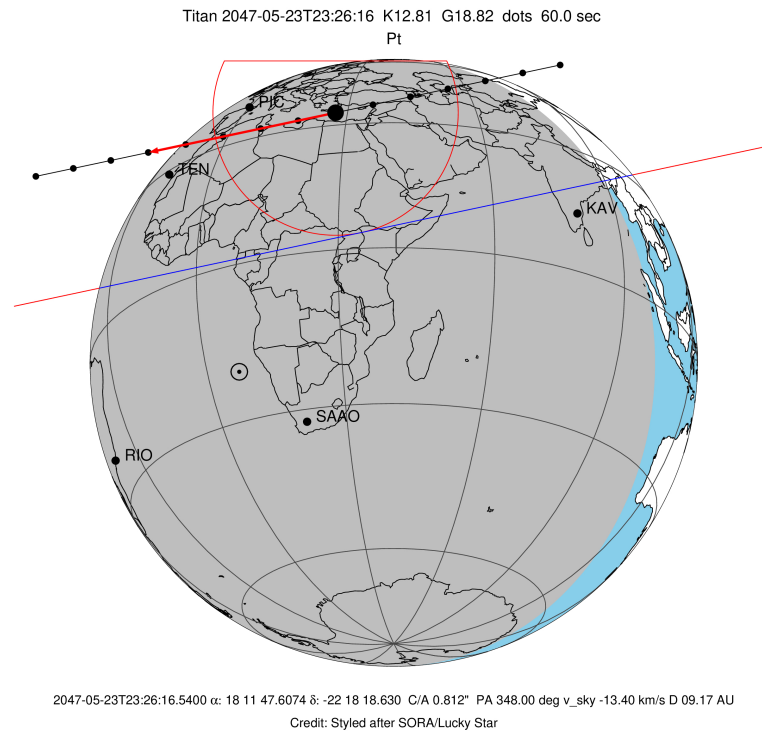 Titan 2047-05-23T23:26:16 K12.81 G18.82 dots 60.0 sec
Pt
PIC
TEN
KAV
SAAO
RIO
2047-05-23T23:26:16.5400 α: 18 11 47.6074 δ: -22 18 18.630 C/A 0.812" PA 348.00 deg v_sky -13.40 km/s D 09.17 AU
Credit: Styled after SORA/Lucky Star